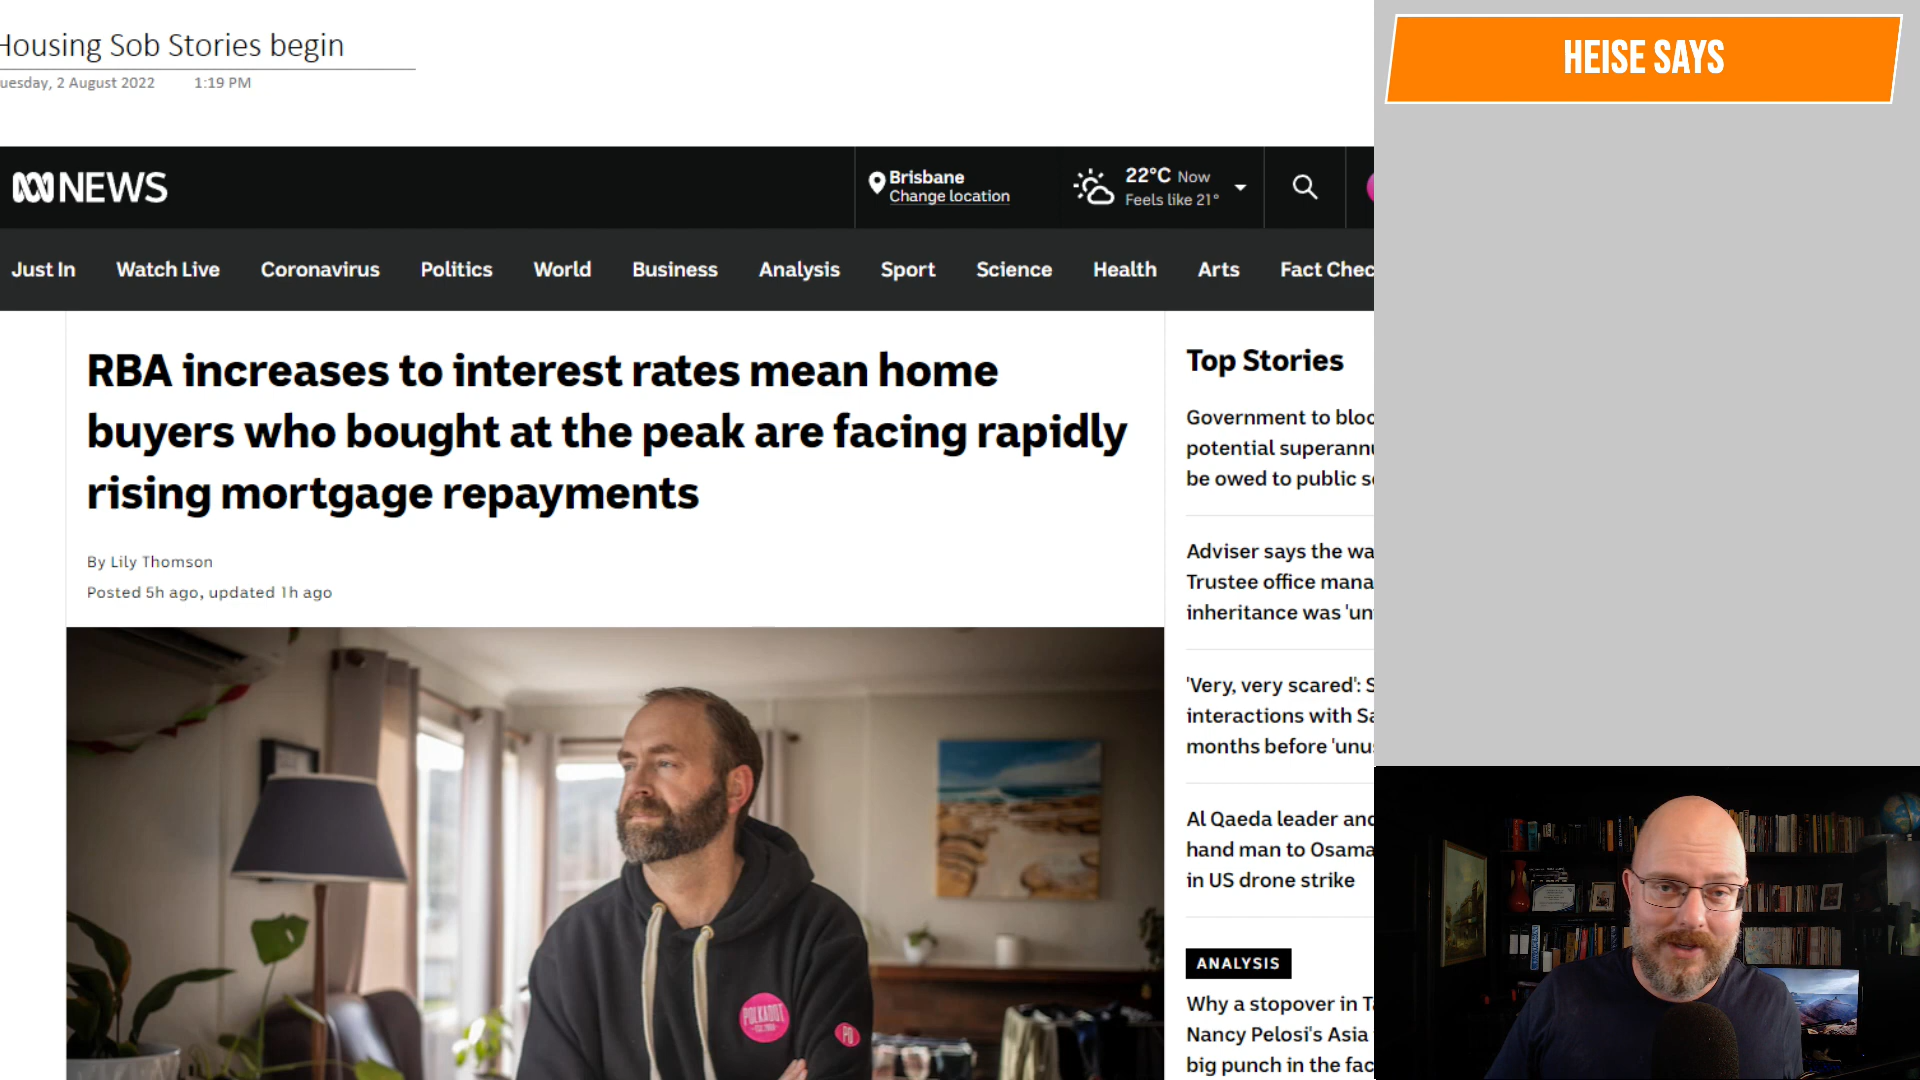 Housing Sob Stories begin
uesday, 2 August 2022 1:19 PM
NEWS
Brisbane
Change location
22°C Now
Feels like 21°
Just In Watch Live Coronavirus Politics World Business Analysis Sport Science Health Arts Fact Chec
RBA increases to interest rates mean home
buyers who bought at the peak are facing rapidly
rising mortgage repayments
By Lily Thomson
Posted 5h ago, updated 1h ago
POLKADOT
PO
Top Stories
Government to bloc
potential superannu
be owed to public s
Adviser says the wa
Trustee office mana
inheritance was 'un
'Very, very scared': S
interactions with Sa
months before 'unus
Al Qaeda leader and
hand man to Osama
in US drone strike
ANALYSIS
Why a stopover in Ta
Nancy Pelosi's Asia
big punch in the fac
HEISE SAYS